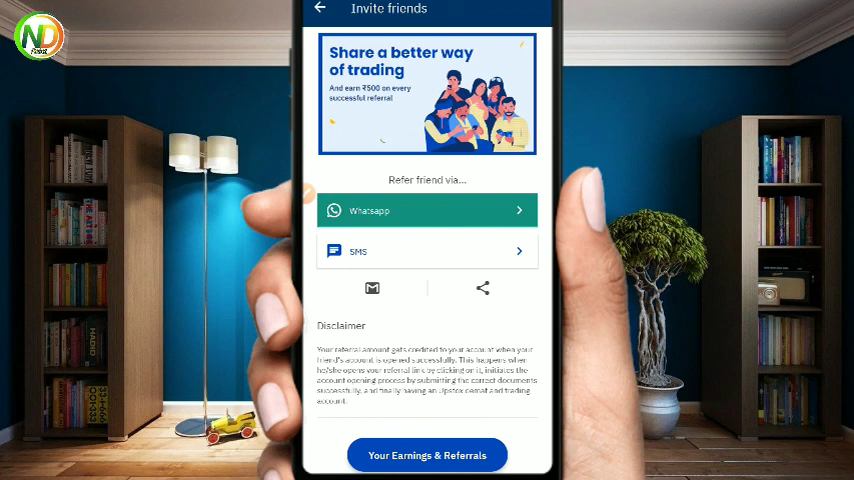 ND
Point
Invite friends
Share a better way
of trading
And earn ₹500 on every
successful referral
Refer friend via...
Whatsapp
SMS
Disclaimer
Your referral amount gets credited to your account when your
friend's account is opened successfully. This happens when
he/she opens your referral link by clicking on it, initiates the
account opening process by submitting the correct documents
successfully, and finally having an Upstox demat and trading
account.
Your Earnings & Referrals